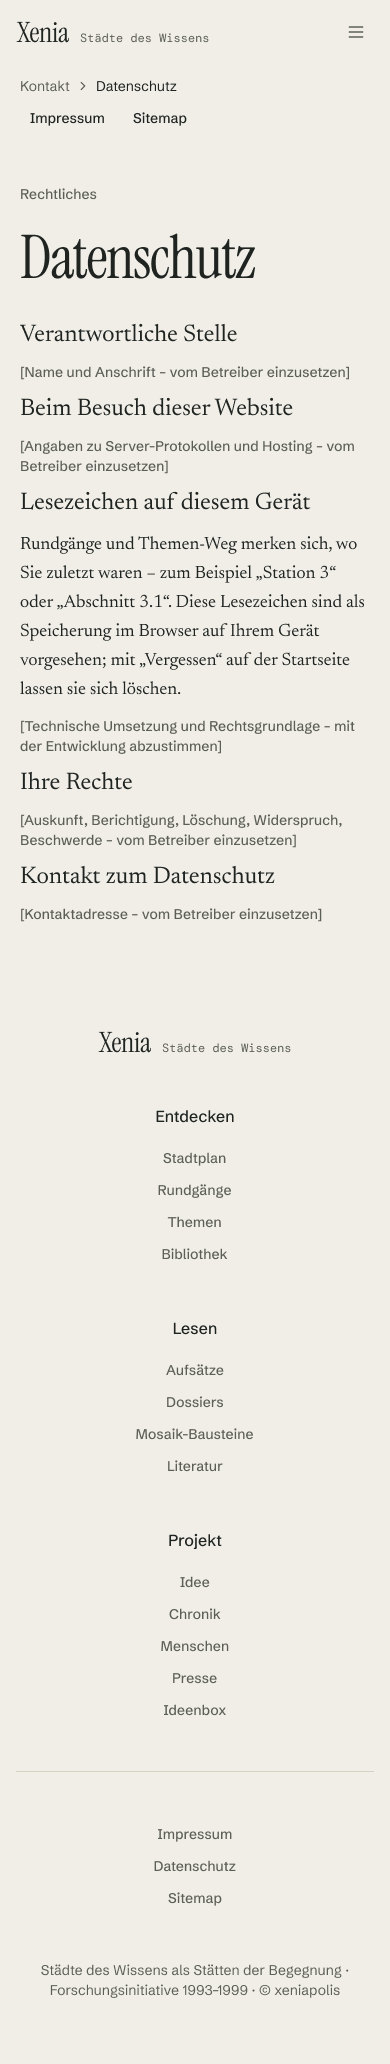 Xenia Städte des Wissens
Kontakt > Datenschutz
Impressum Sitemap
Rechtliches
Datenschutz
Verantwortliche Stelle
[Name und Anschrift – vom Betreiber einzusetzen]
Beim Besuch dieser Website
[Angaben zu Server-Protokollen und Hosting – vom
Betreiber einzusetzen]
Lesezeichen auf diesem Gerät
Rundgänge und Themen-Weg merken sich, wo
Sie zuletzt waren – zum Beispiel „Station 3“
oder „Abschnitt 3.1“. Diese Lesezeichen sind als
Speicherung im Browser auf Ihrem Gerät
vorgesehen; mit „Vergessen“ auf der Startseite
lassen sie sich löschen.
[Technische Umsetzung und Rechtsgrundlage – mit
der Entwicklung abzustimmen]
Ihre Rechte
[Auskunft, Berichtigung, Löschung, Widerspruch,
Beschwerde – vom Betreiber einzusetzen]
Kontakt zum Datenschutz
[Kontaktadresse – vom Betreiber einzusetzen]
Xenia Städte des Wissens
Entdecken
Stadtplan
Rundgänge
Themen
Bibliothek
Lesen
Aufsätze
Dossiers
Mosaik-Bausteine
Literatur
Projekt
Idee
Chronik
Menschen
Presse
Ideenbox
Impressum
Datenschutz
Sitemap
Städte des Wissens als Stätten der Begegnung ·
Forschungsinitiative 1993–1999 · © xeniapolis